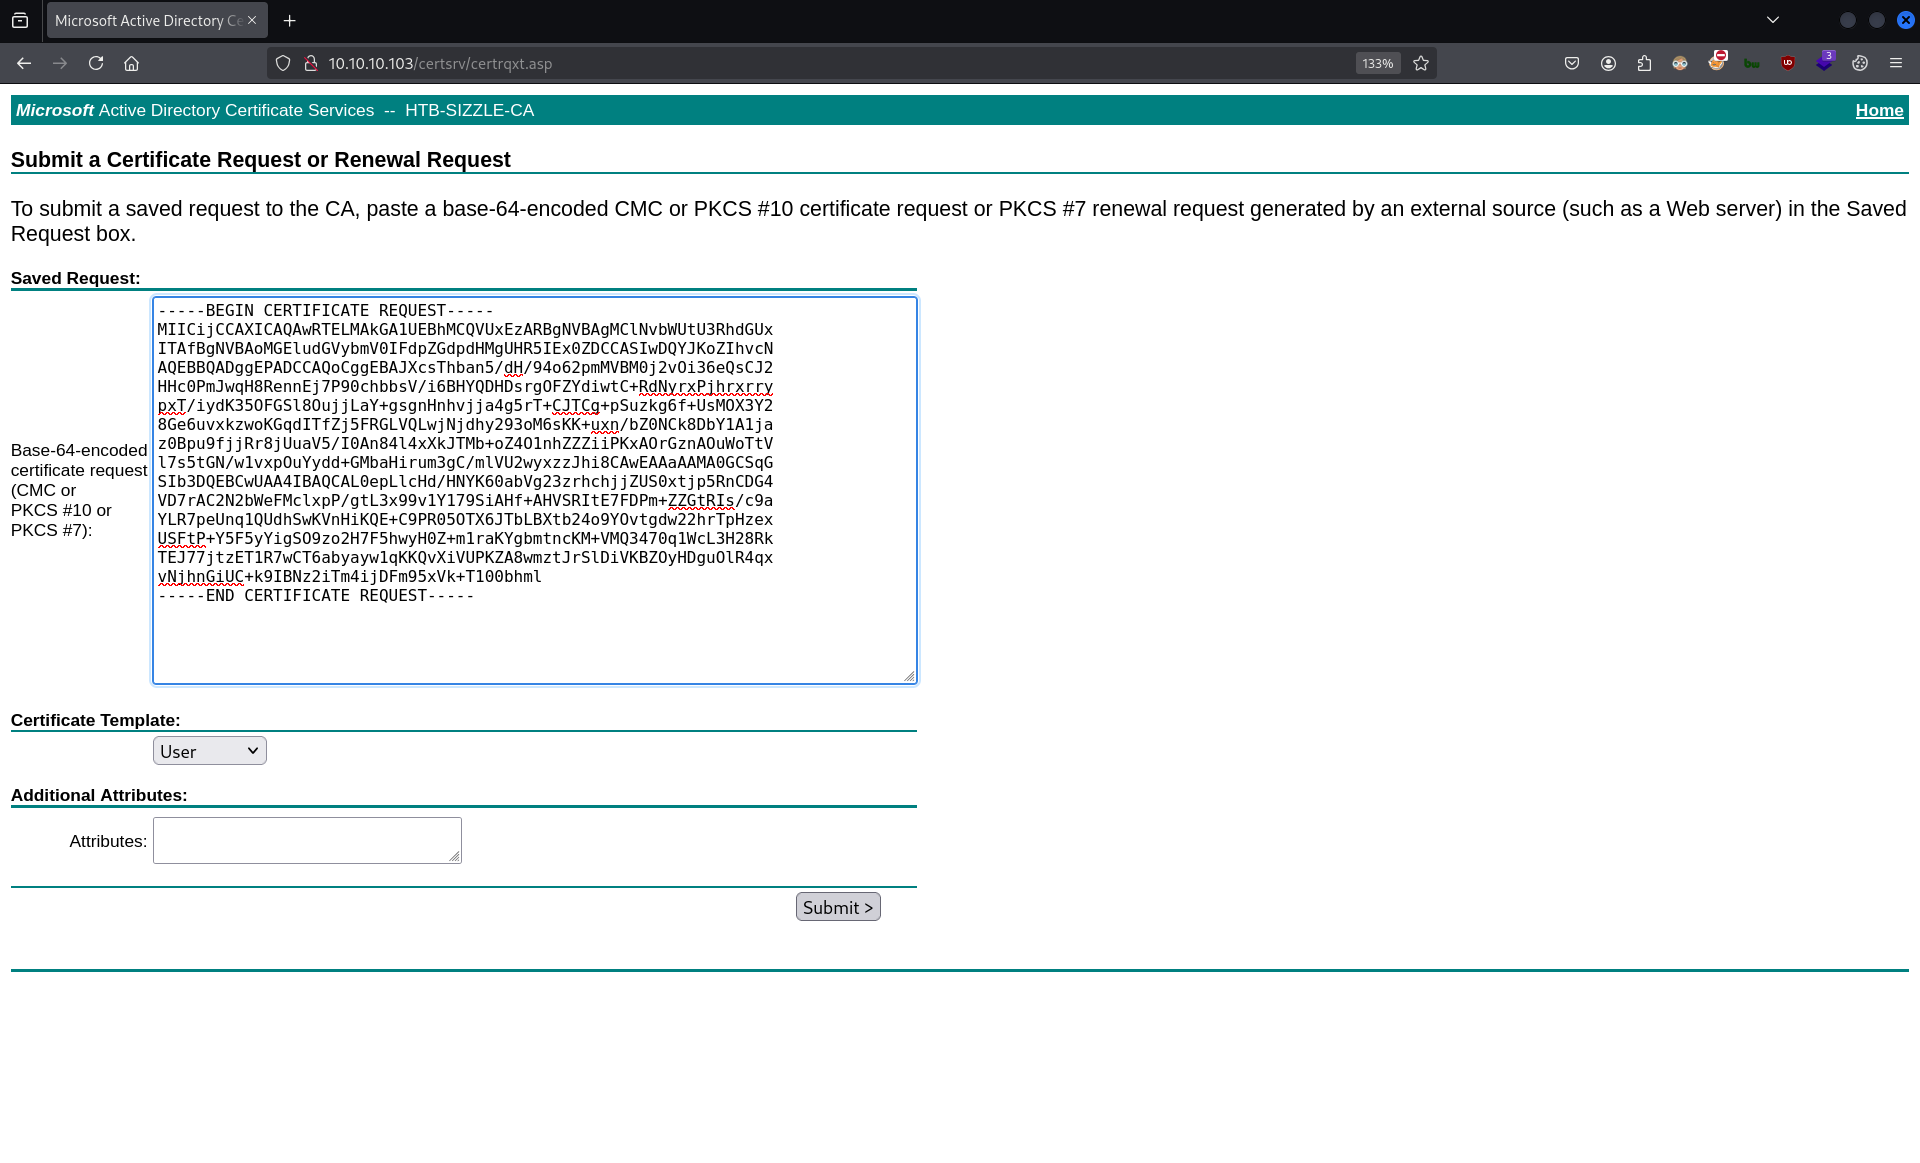 Microsoft Active Directory Ce
10.10.10.103/certsrv/certrqxt.asp
133%
3
Microsoft Active Directory Certificate Services -- HTB-SIZZLE-CA
Home
Submit a Certificate Request or Renewal Request
To submit a saved request to the CA, paste a base-64-encoded CMC or PKCS #10 certificate request or PKCS #7 renewal request generated by an external source (such as a Web server) in the Saved
Request box.
Saved Request:
Base-64-encoded
certificate request
(CMC or
PKCS #10 or
PKCS #7):
-----BEGIN CERTIFICATE REQUEST-----
MIICijCCAXICAQAwRTELMAkGA1UEBhMCQVUxEzARBgNVBAgMClNvbWUtU3RhdGUx
ITAfBgNVBAoMGEludGVybmV0IFdpZGdpdHMgUHR5IEx0ZDCCASIwDQYJKoZIhvcN
AQEBBQADggEPADCCAQoCggEBAJXcsThban5/dH/94o62pmMVBM0j2vOi36eQsCJ2
HHc0PmJwqH8RennEj7P90chbbsV/i6BHYQDHDsrgOFZYdiwtC+RdNyrxPjhrxrry
pxT/iydK35OFGSl8OujjLaY+gsgnHnhvjja4g5rT+CJTCg+pSuzkg6f+UsMOX3Y2
8Ge6uvxkzwoKGqdITfZj5FRGLVQLwjNjdhy293oM6sKK+uxn/bZ0NCk8DbY1A1ja
z0Bpu9fjjRr8jUuaV5/I0An84l4xXkJTMb+oZ4O1nhZZZiiPKxAOrGznAOuWoTtV
l7s5tGN/w1vxpOuYydd+GMbaHirum3gC/mlVU2wyxzzJhi8CAwEAAaAAMA0GCSqG
SIb3DQEBCwUAA4IBAQCAL0epLlcHd/HNYK60abVg23zrhchjjZUS0xtjp5RnCDG4
VD7rAC2N2bWeFMclxpP/gtL3x99v1Y179SiAHf+AHVSRItE7FDPm+ZZGtRIs/c9a
YLR7peUnq1QUdhSwKVnHiKQE+C9PR05OTX6JTbLBXtb24o9YOvtgdw22hrTpHzex
USFtP+Y5F5yYigSO9zo2H7F5hwyH0Z+m1raKYgbmtncKM+VMQ3470q1WcL3H28Rk
TEJ77jtzET1R7wCT6abyayw1qKKQvXiVUPKZA8wmztJrSlDiVKBZOyHDguOlR4qx
vNjhnGiUC+k9IBNz2iTm4ijDFm95xVk+T100bhml
-----END CERTIFICATE REQUEST-----
Certificate Template:
User
Additional Attributes:
Attributes:
Submit >